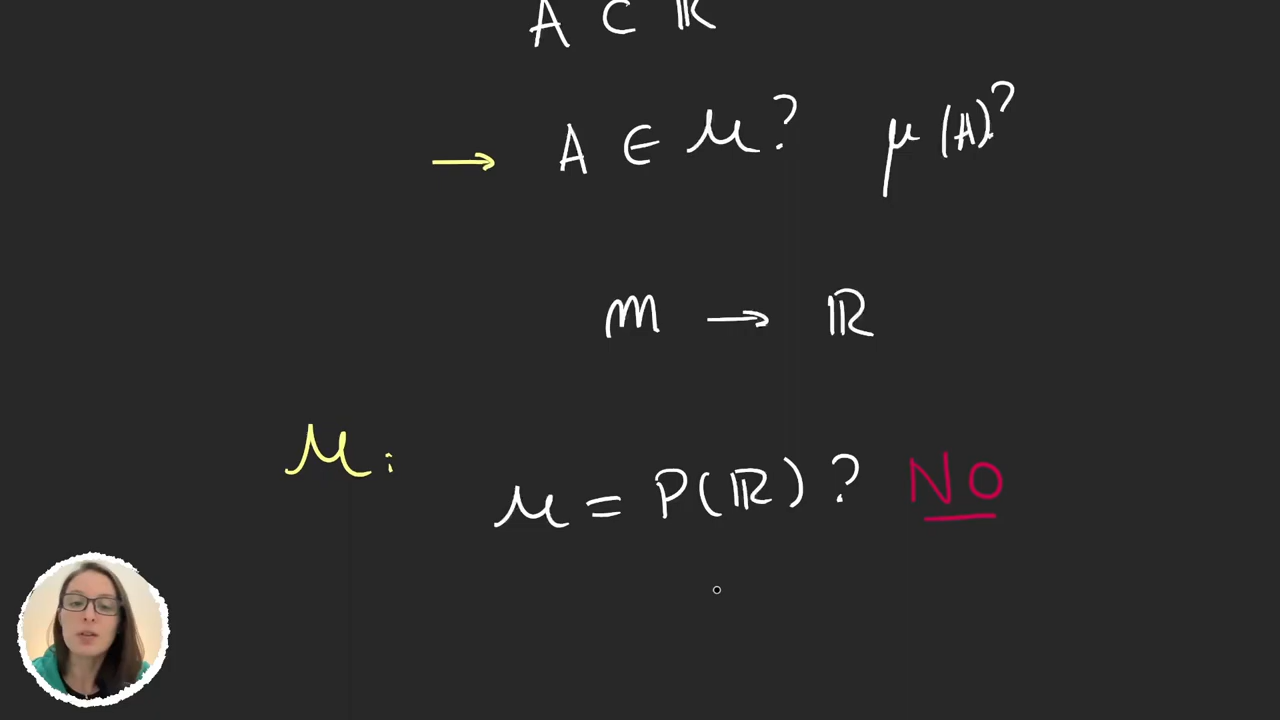 A ⊂ ℝ
→ A ∈ ℳ? μ(A)?
m → ℝ
ℳ:
ℳ = P(ℝ)? NO